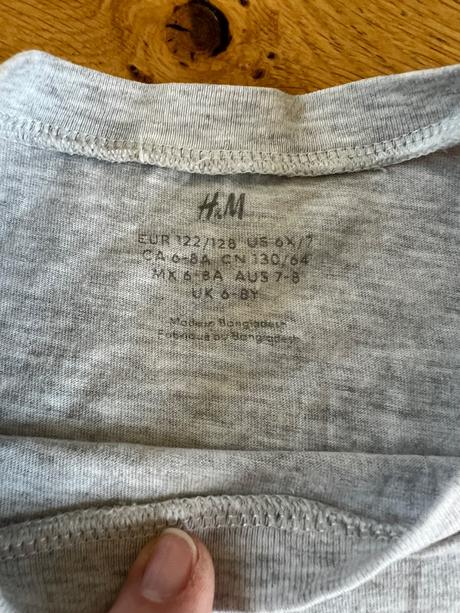 H&M
EUR 122/128 US 6X/7
CA 6-8A CN 130/64
MX 6-8A AUS 7-8
UK 6-8Y
Made in Bangladesh
Fabriqué au Bangladesh